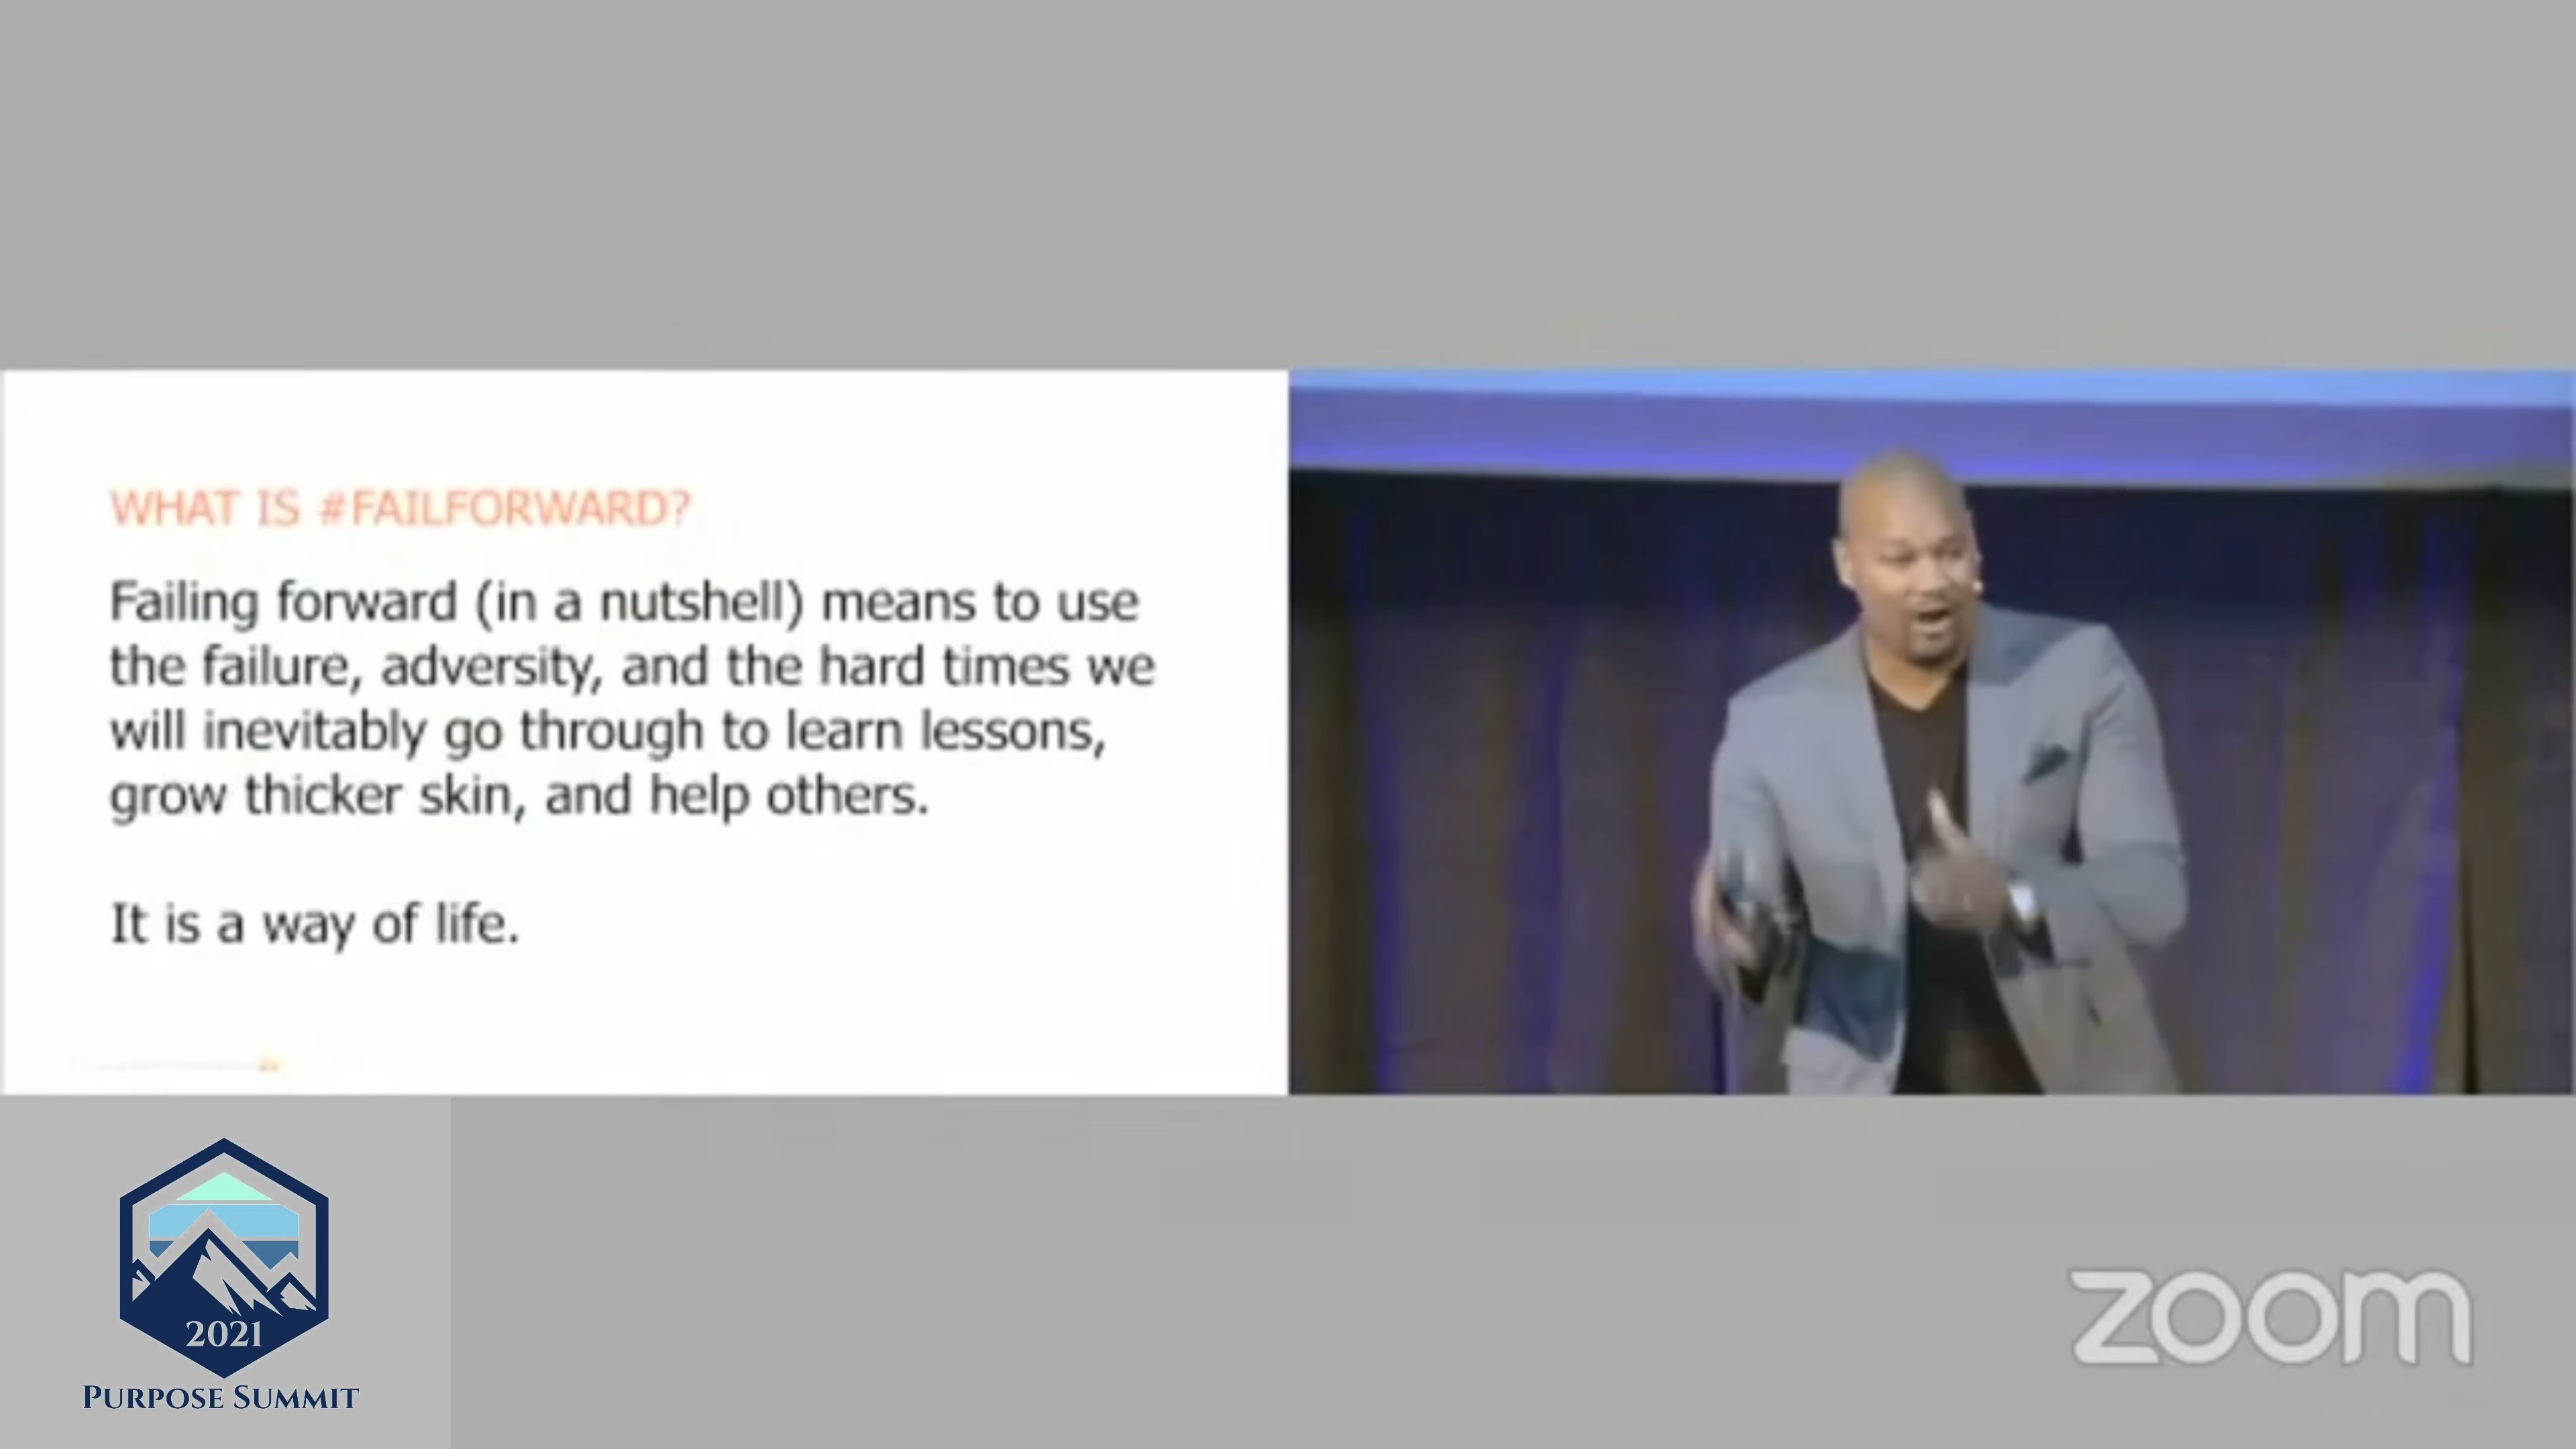 WHAT IS #FAILFORWARD?
Failing forward (in a nutshell) means to use
the failure, adversity, and the hard times we
will inevitably go through to learn lessons,
grow thicker skin, and help others.
It is a way of life.
2021
PURPOSE SUMMIT
zoom